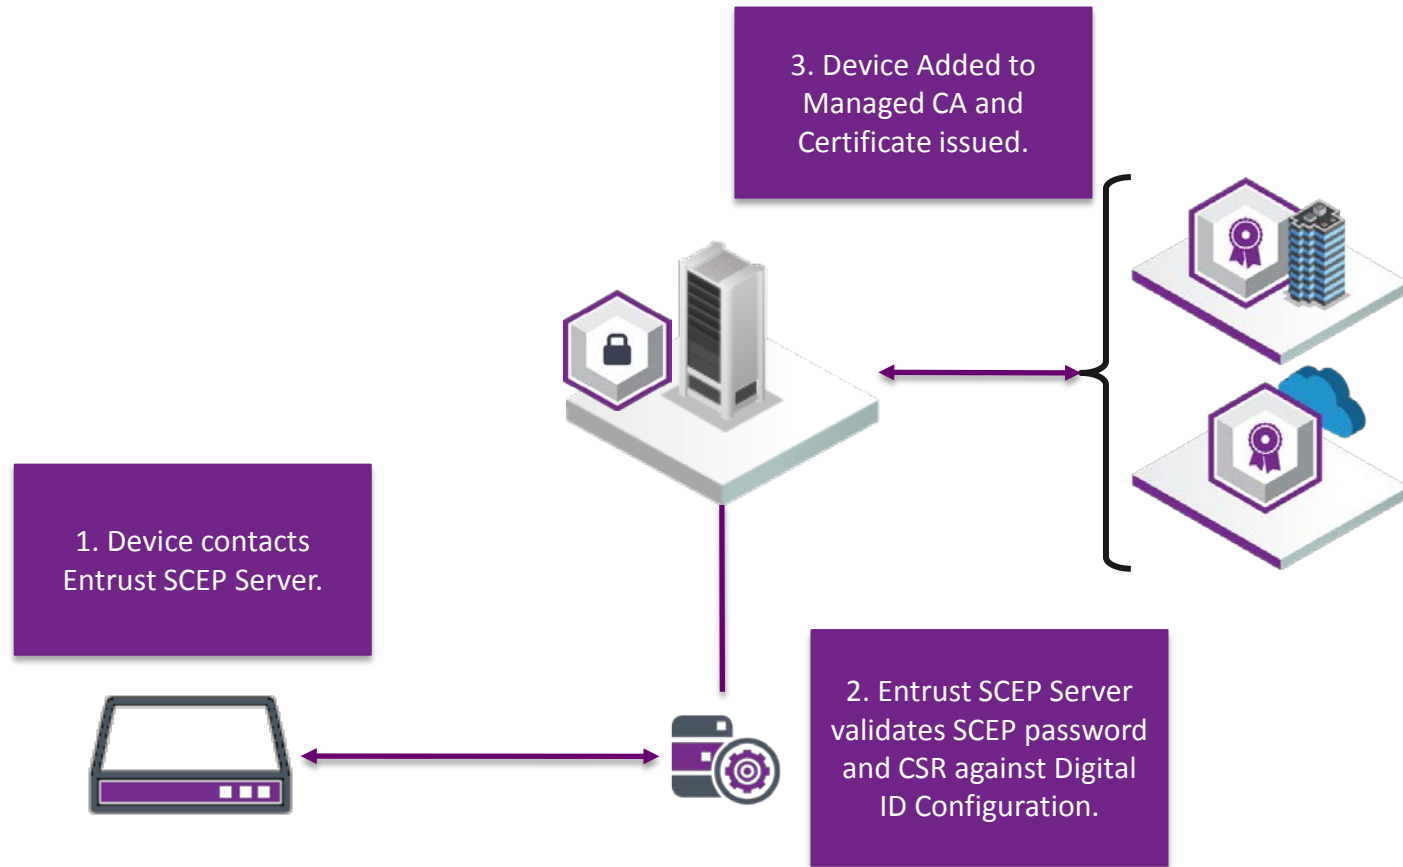 3. Device Added to
Managed CA and
Certificate issued.
1. Device contacts
Entrust SCEP Server.
2. Entrust SCEP Server
validates SCEP password
and CSR against Digital
ID Configuration.